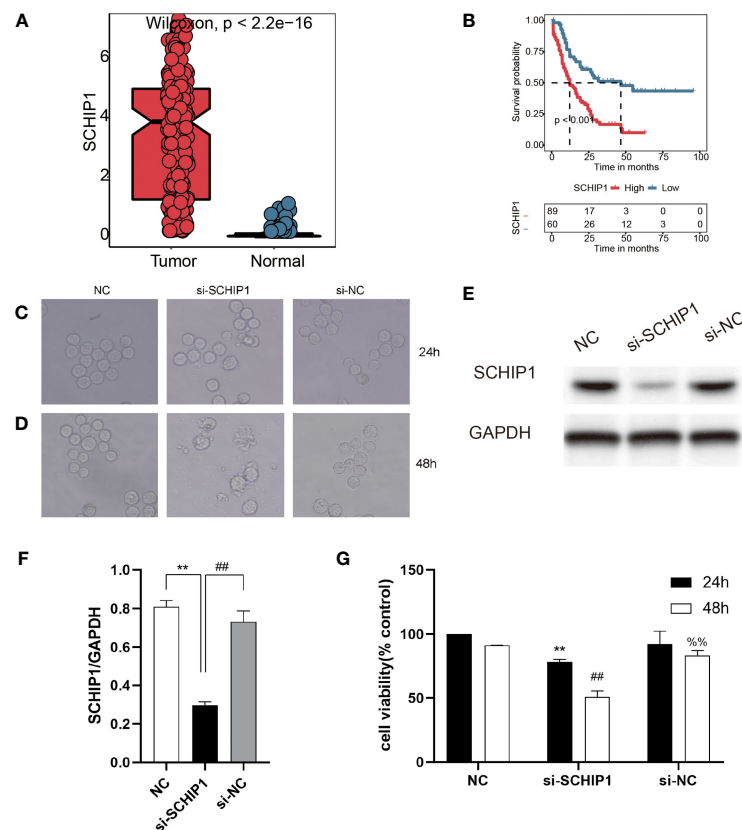 A
Wilcoxon, p < 2.2e−16
SCHIP1
6
4
2
0
Tumor Normal
B
Survival probability
1.00
0.75
0.50
0.25
0.00
p < 0.001
0 25 50 75 100
Time in months
SCHIP1 High Low
SCHIP1
89 17 3 0 0
60 26 12 3 0
0 25 50 75 100
Time in months
NC si-SCHIP1 si-NC
C
24h
D
48h
E
NC si-SCHIP1 si-NC
SCHIP1
GAPDH
F
SCHIP1/GAPDH
1.0
0.8
0.6
0.4
0.2
0.0
** ##
NC si-SCHIP1 si-NC
G
cell viability(% control)
150
100
50
0
24h
48h
**
##
%%
NC si-SCHIP1 si-NC